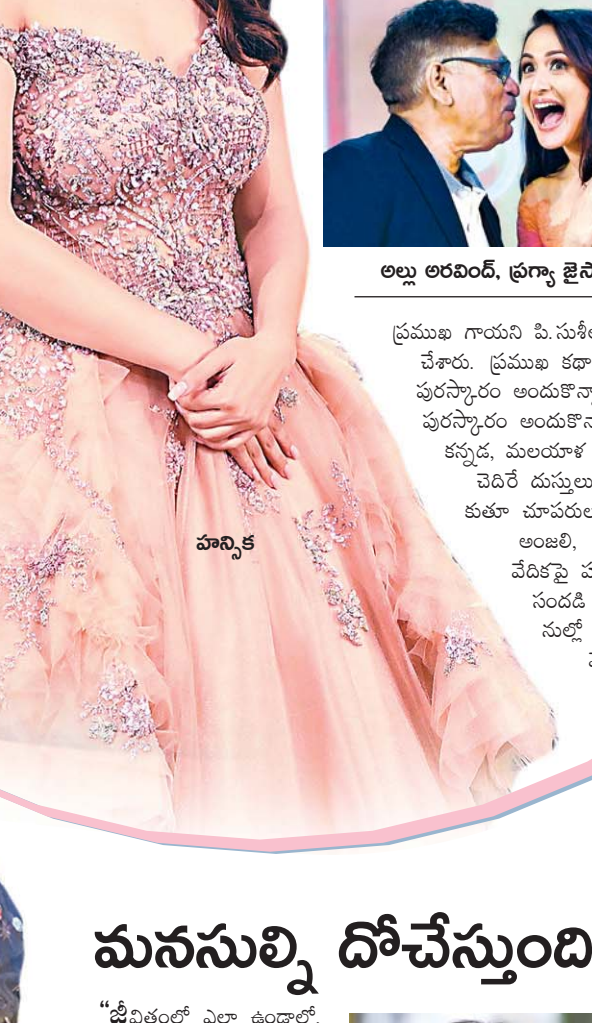 అల్లు అరవింద్, ప్రగ్యా
ప్రముఖ గాయని పి.సుశీల
చేశారు. ప్రముఖ కథా
పురస్కారం
పురస్కారం
కన్నడ, మలయాళ
చెదిరే దుస్తులు
కుతూ చూపరుల
అంజలి,
వేదికపై
సందడి
నుల్లో
హన్సిక
మనసుల్ని దోచేస్తుంది
“జీవితంలో ఎలా ఉండాలో,